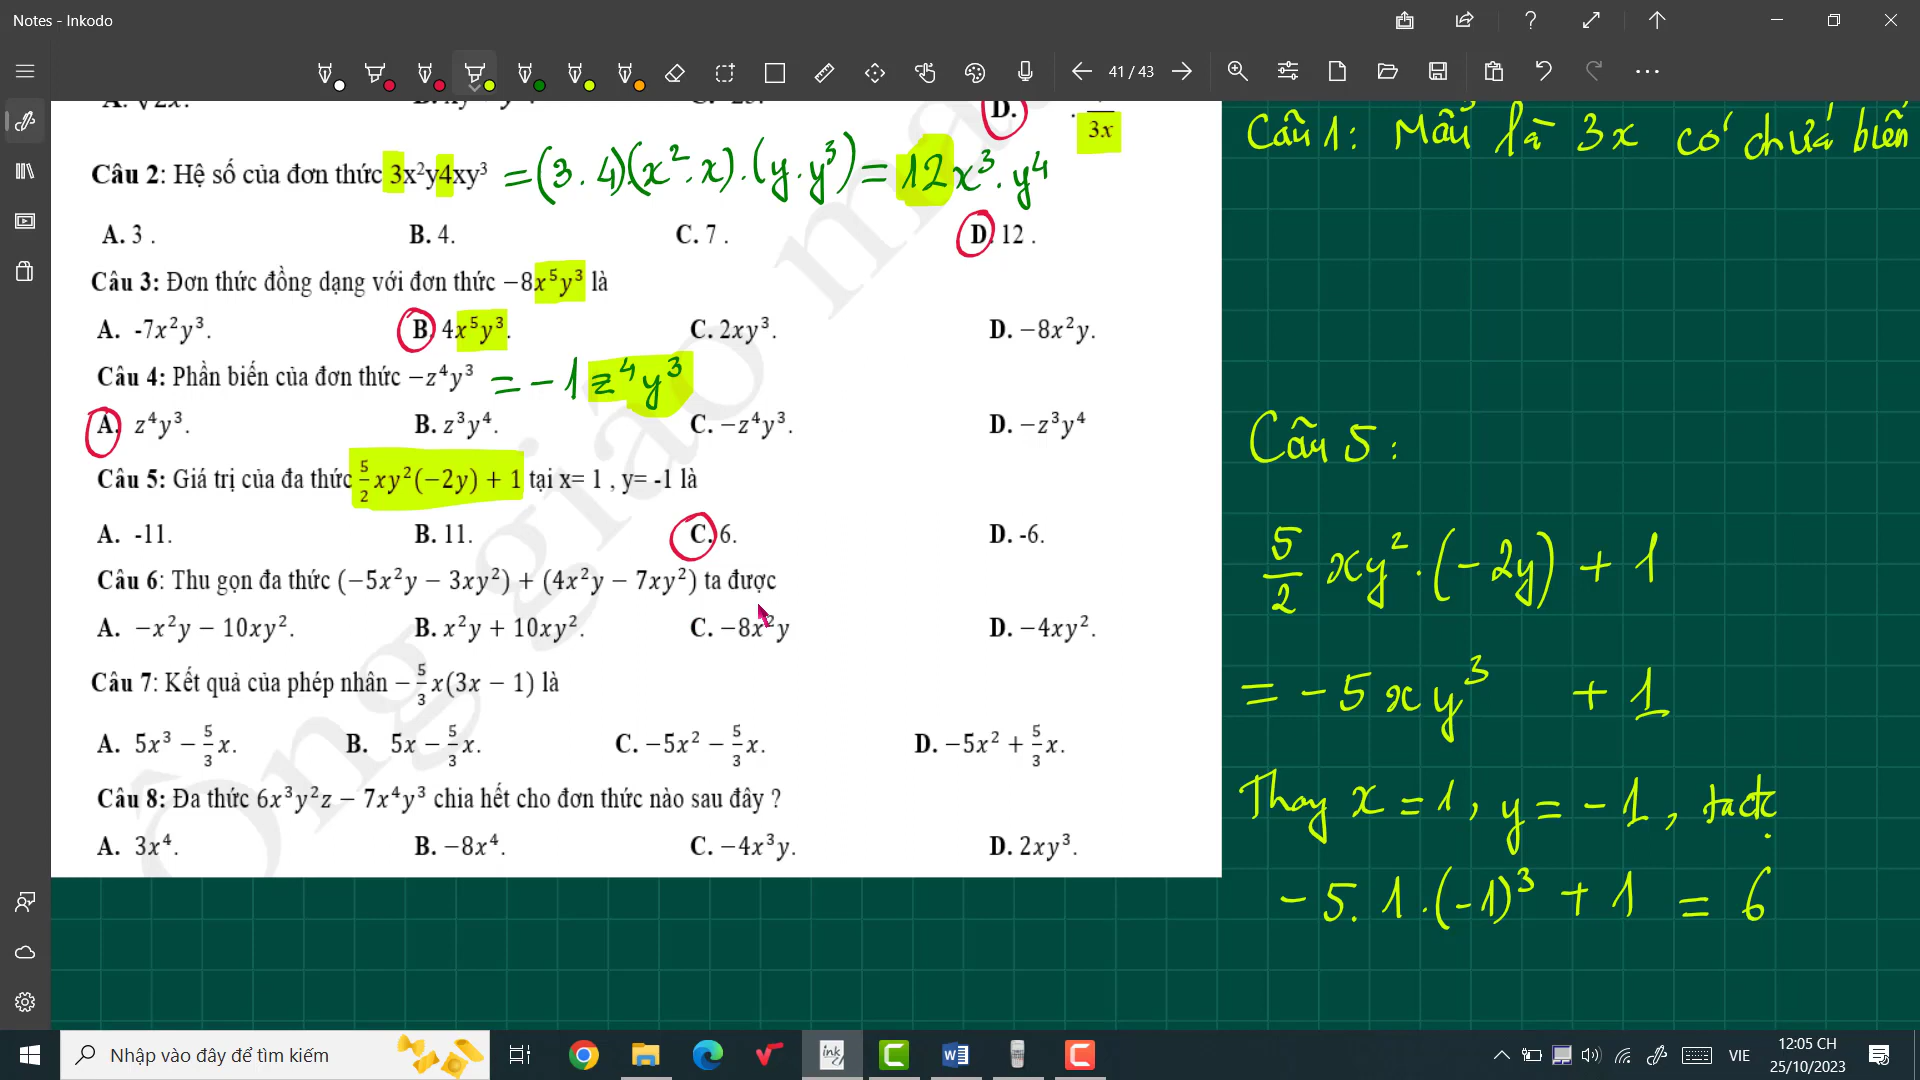 Notes - Inkodo
41 / 43
D.
3x
Câu 1: Mẫu là 3x có chứa biến
Câu 2: Hệ số của đơn thức 3x²y4xy³ = (3 . 4)(x² . x) . (y . y³) = 12x³ . y⁴
A. 3 . B. 4. C. 7 . D. 12 .
Câu 3: Đơn thức đồng dạng với đơn thức −8x⁵y³ là
A. -7x²y³. B. 4x⁵y³. C. 2xy³. D. −8x²y.
Câu 4: Phần biến của đơn thức −z⁴y³ = -1z⁴y³
A. z⁴y³. B. z³y⁴. C. −z⁴y³. D. −z³y⁴
Câu 5: Giá trị của đa thức 5/2 xy²(−2y) + 1 tại x= 1 , y= -1 là
A. -11. B. 11. C. 6. D. -6.
Câu 6: Thu gọn đa thức (−5x²y − 3xy²) + (4x²y − 7xy²) ta được
A. −x²y − 10xy². B. x²y + 10xy². C. −8x²y D. −4xy².
Câu 7: Kết quả của phép nhân −5/3 x(3x − 1) là
A. 5x³ − 5/3 x. B. 5x − 5/3 x. C. −5x² − 5/3 x. D. −5x² + 5/3 x.
Câu 8: Đa thức 6x³y²z − 7x⁴y³ chia hết cho đơn thức nào sau đây ?
A. 3x⁴. B. −8x⁴. C. −4x³y. D. 2xy³.
Câu 5 :
5/2 xy² . (-2y) + 1
= -5xy³ + 1
Thay x = 1, y = -1, ta
-5. 1 . (-1)³ + 1 = 6
Nhập vào đây để tìm kiếm
VIE
12:05 CH
25/10/2023